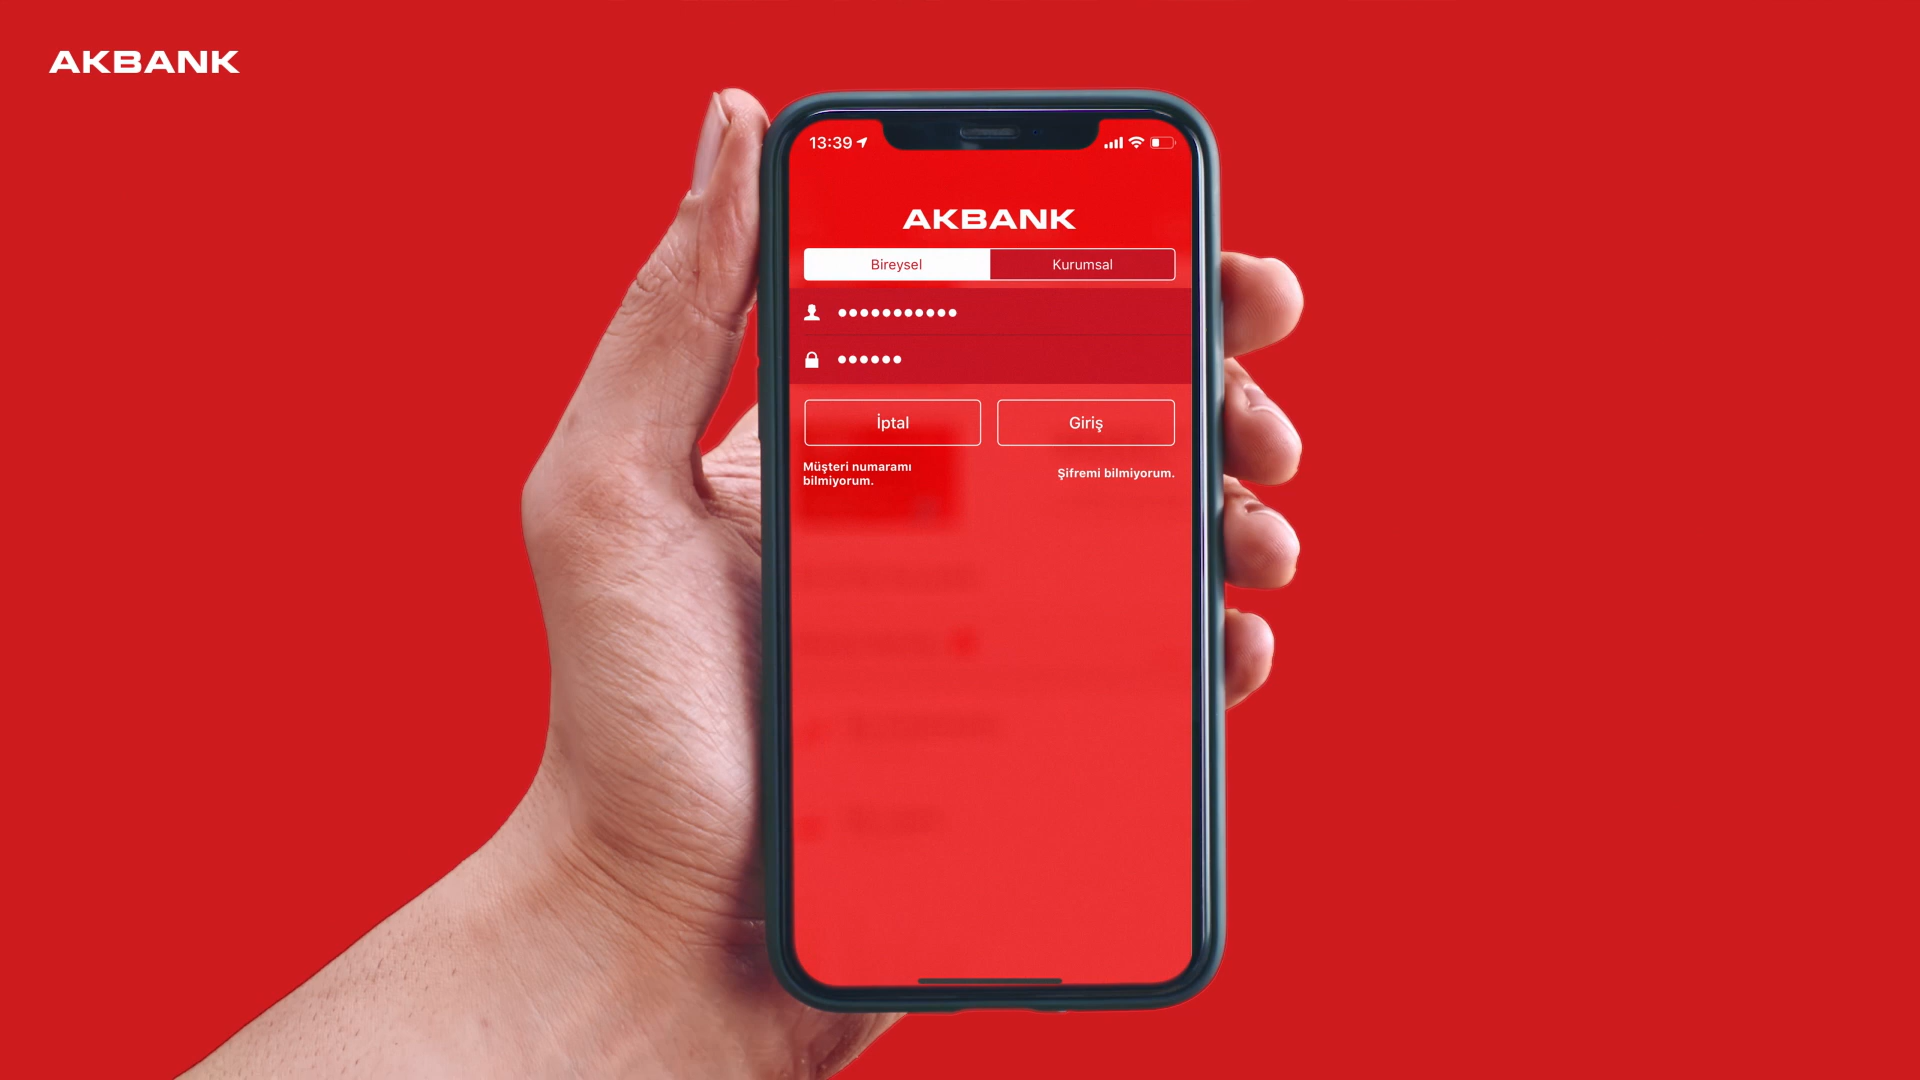 AKBANK
13:39
AKBANK
Bireysel Kurumsal
●●●●●●●●●●●
●●●●●●
İptal Giriş
Müşteri numaramı
bilmiyorum.
Şifremi bilmiyorum.